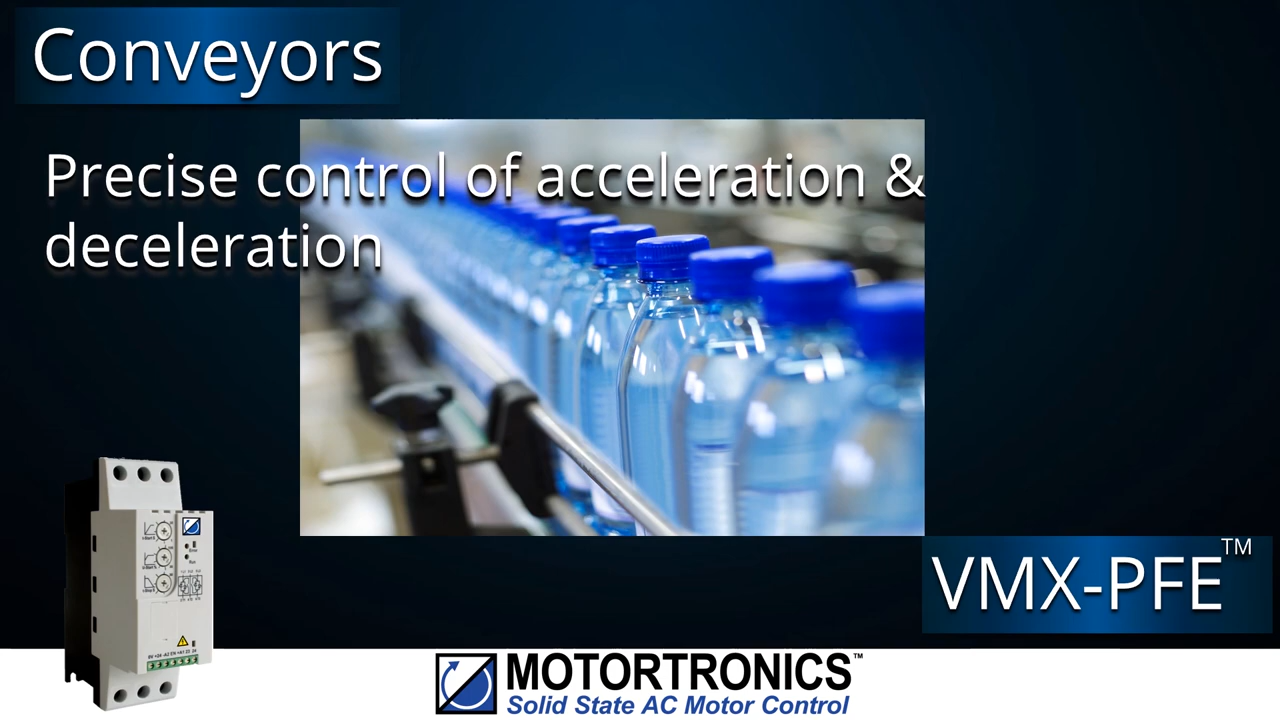 Conveyors
Precise control of acceleration &
deceleration
VMX-PFE™
MOTORTRONICS™
Solid State AC Motor Control